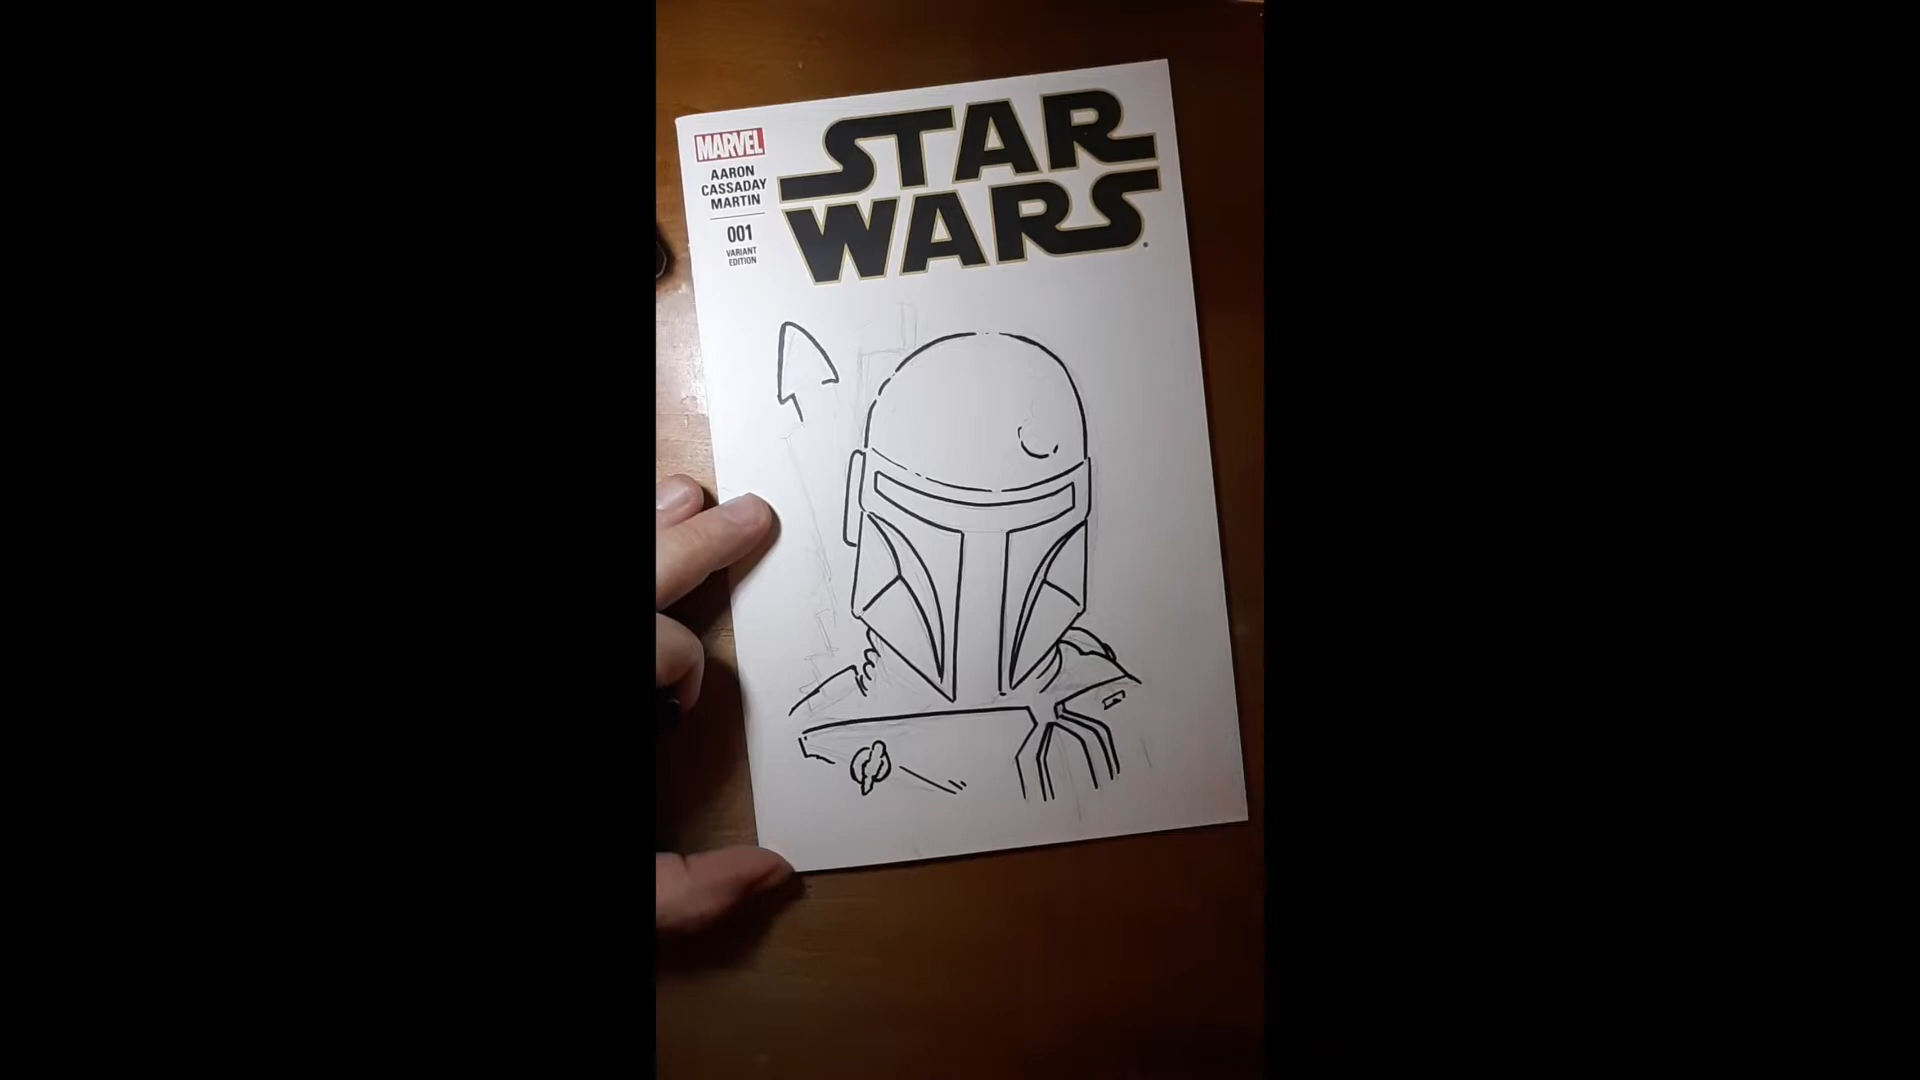 MARVEL
AARON
CASSADAY
MARTIN
001
VARIANT
EDITION
STAR
WARS